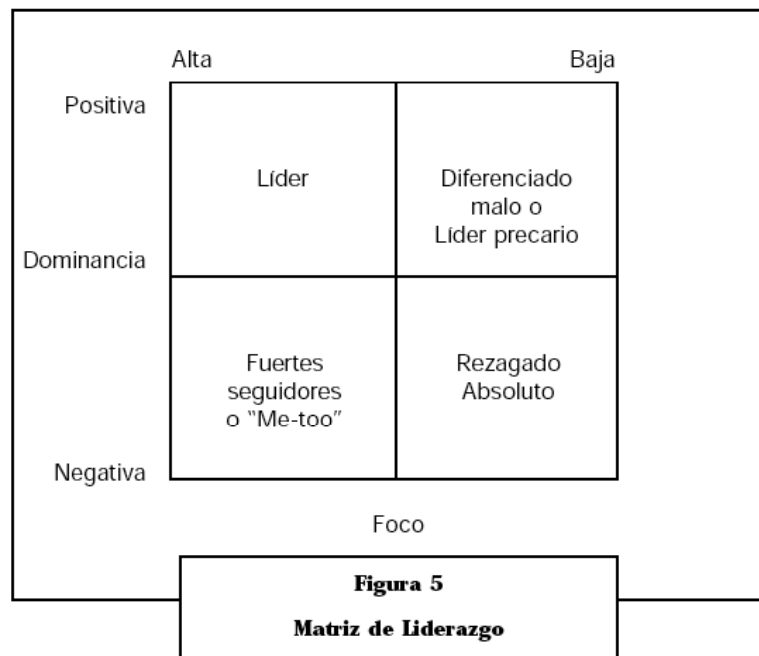 Alta Baja
Positiva
Líder
Diferenciado
malo o
Líder precario
Dominancia
Fuertes
seguidores
o “Me-too”
Rezagado
Absoluto
Negativa
Foco
Figura 5
Matriz de Liderazgo